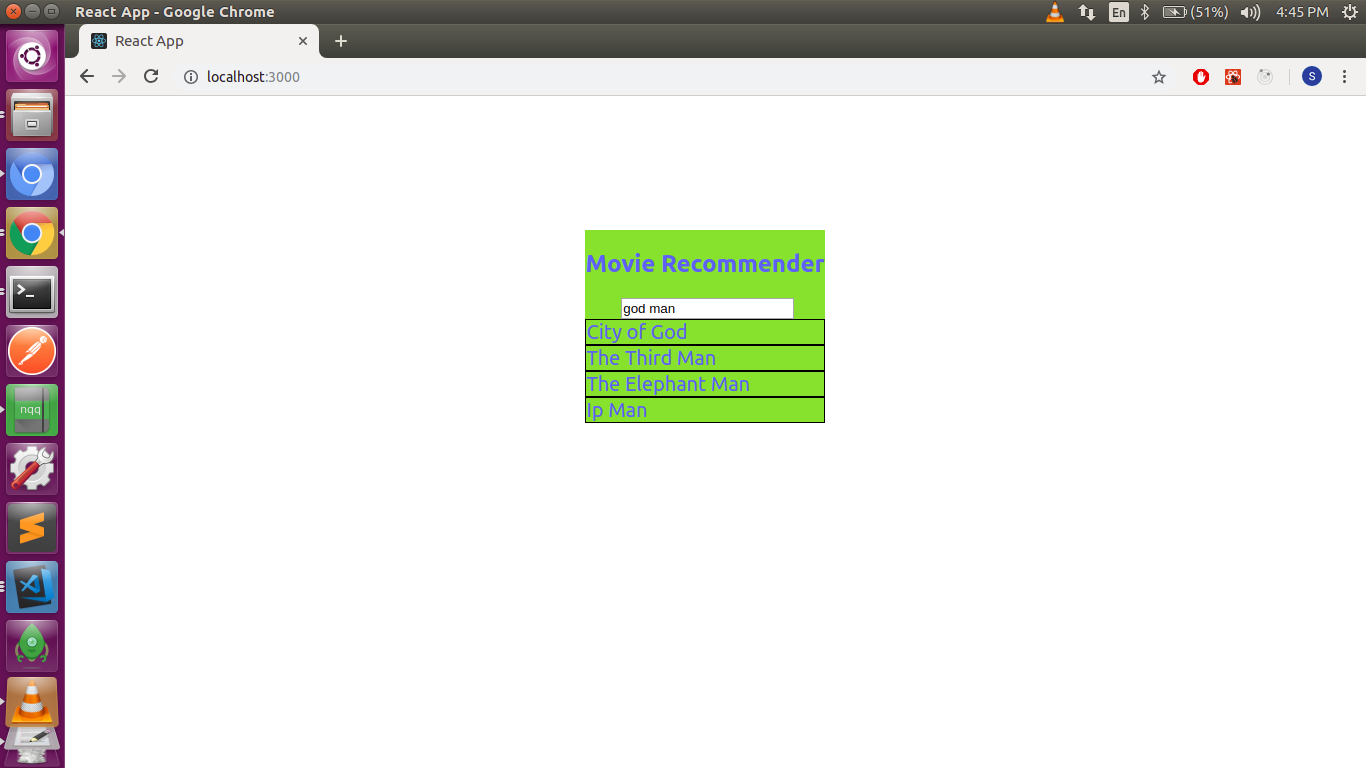 React App - Google Chrome
En
(51%)
4:45 PM
React App
localhost:3000
S
Movie Recommender
god man
City of God
The Third Man
The Elephant Man
Ip Man
nqq